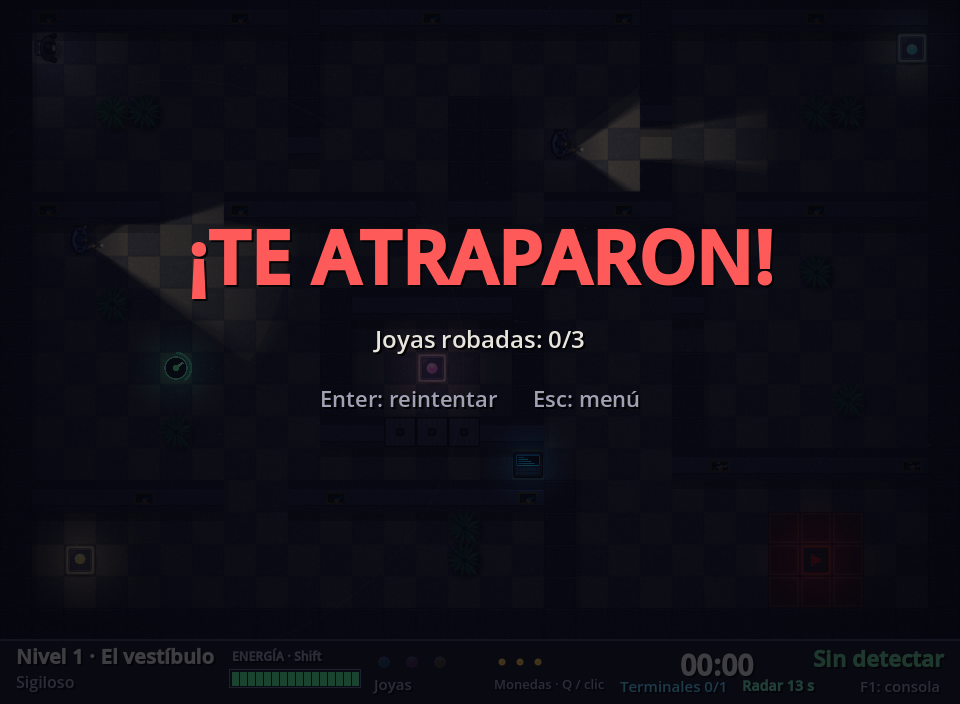 ¡TE ATRAPARON!
Joyas robadas: 0/3
Enter: reintentar Esc: menú
Nivel 1 · El vestíbulo
ENERGÍA · Shift
00:00
Sin detectar
Sigiloso
Joyas
Monedas · Q / clic
Terminales 0/1
Radar 13 s
F1: consola